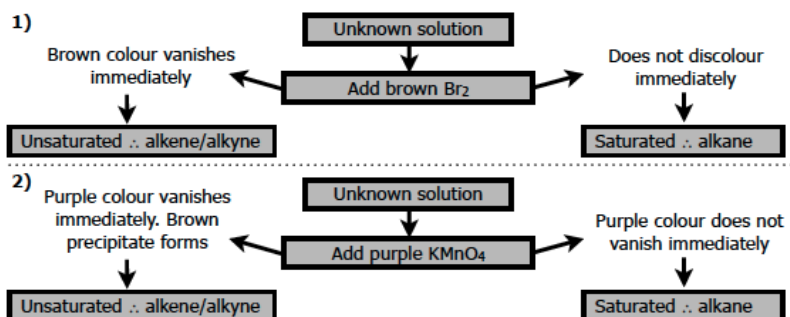 1)
Unknown solution
Brown colour vanishes
immediately
Does not discolour
immediately
Add brown Br₂
Unsaturated ∴ alkene/alkyne
Saturated ∴ alkane
2)
Unknown solution
Purple colour vanishes
immediately. Brown
precipitate forms
Purple colour does not
vanish immediately
Add purple KMnO₄
Unsaturated ∴ alkene/alkyne
Saturated ∴ alkane